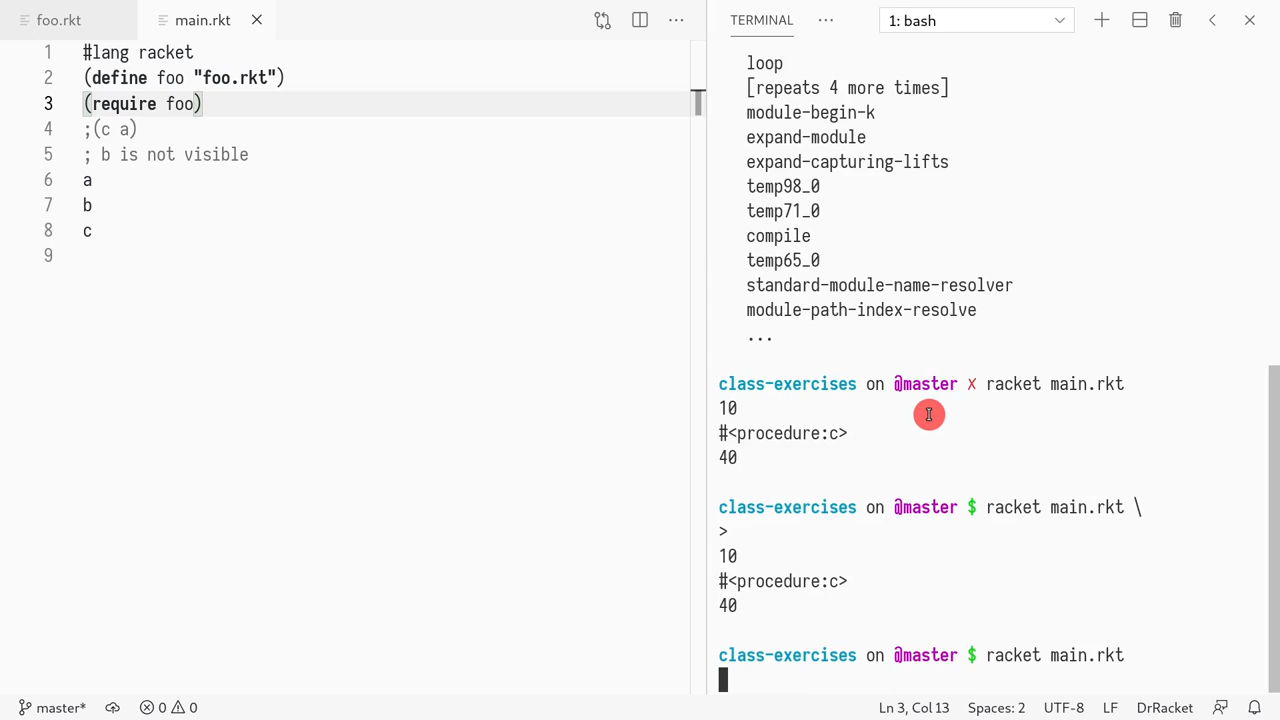 foo.rkt
main.rkt
1 #lang racket
2 (define foo "foo.rkt")
3 (require foo)
4 ;(c a)
5 ; b is not visible
6 a
7 b
8 c
9
TERMINAL ···
1: bash
loop
[repeats 4 more times]
module-begin-k
expand-module
expand-capturing-lifts
temp98_0
temp71_0
compile
temp65_0
standard-module-name-resolver
module-path-index-resolve
...
class-exercises on @master ✗ racket main.rkt
10
#<procedure:c>
40
class-exercises on @master $ racket main.rkt \
>
10
#<procedure:c>
40
class-exercises on @master $ racket main.rkt
master* 0 0 Ln 3, Col 13 Spaces: 2 UTF-8 LF DrRacket